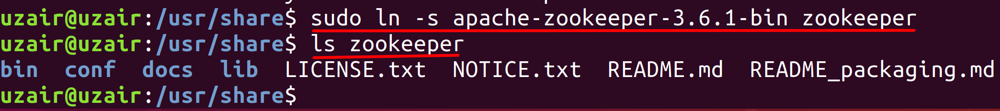 uzair@uzair:/usr/share$ sudo ln -s apache-zookeeper-3.6.1-bin zookeeper
uzair@uzair:/usr/share$ ls zookeeper
bin  conf  docs  lib  LICENSE.txt  NOTICE.txt  README.md  README_packaging.md
uzair@uzair:/usr/share$